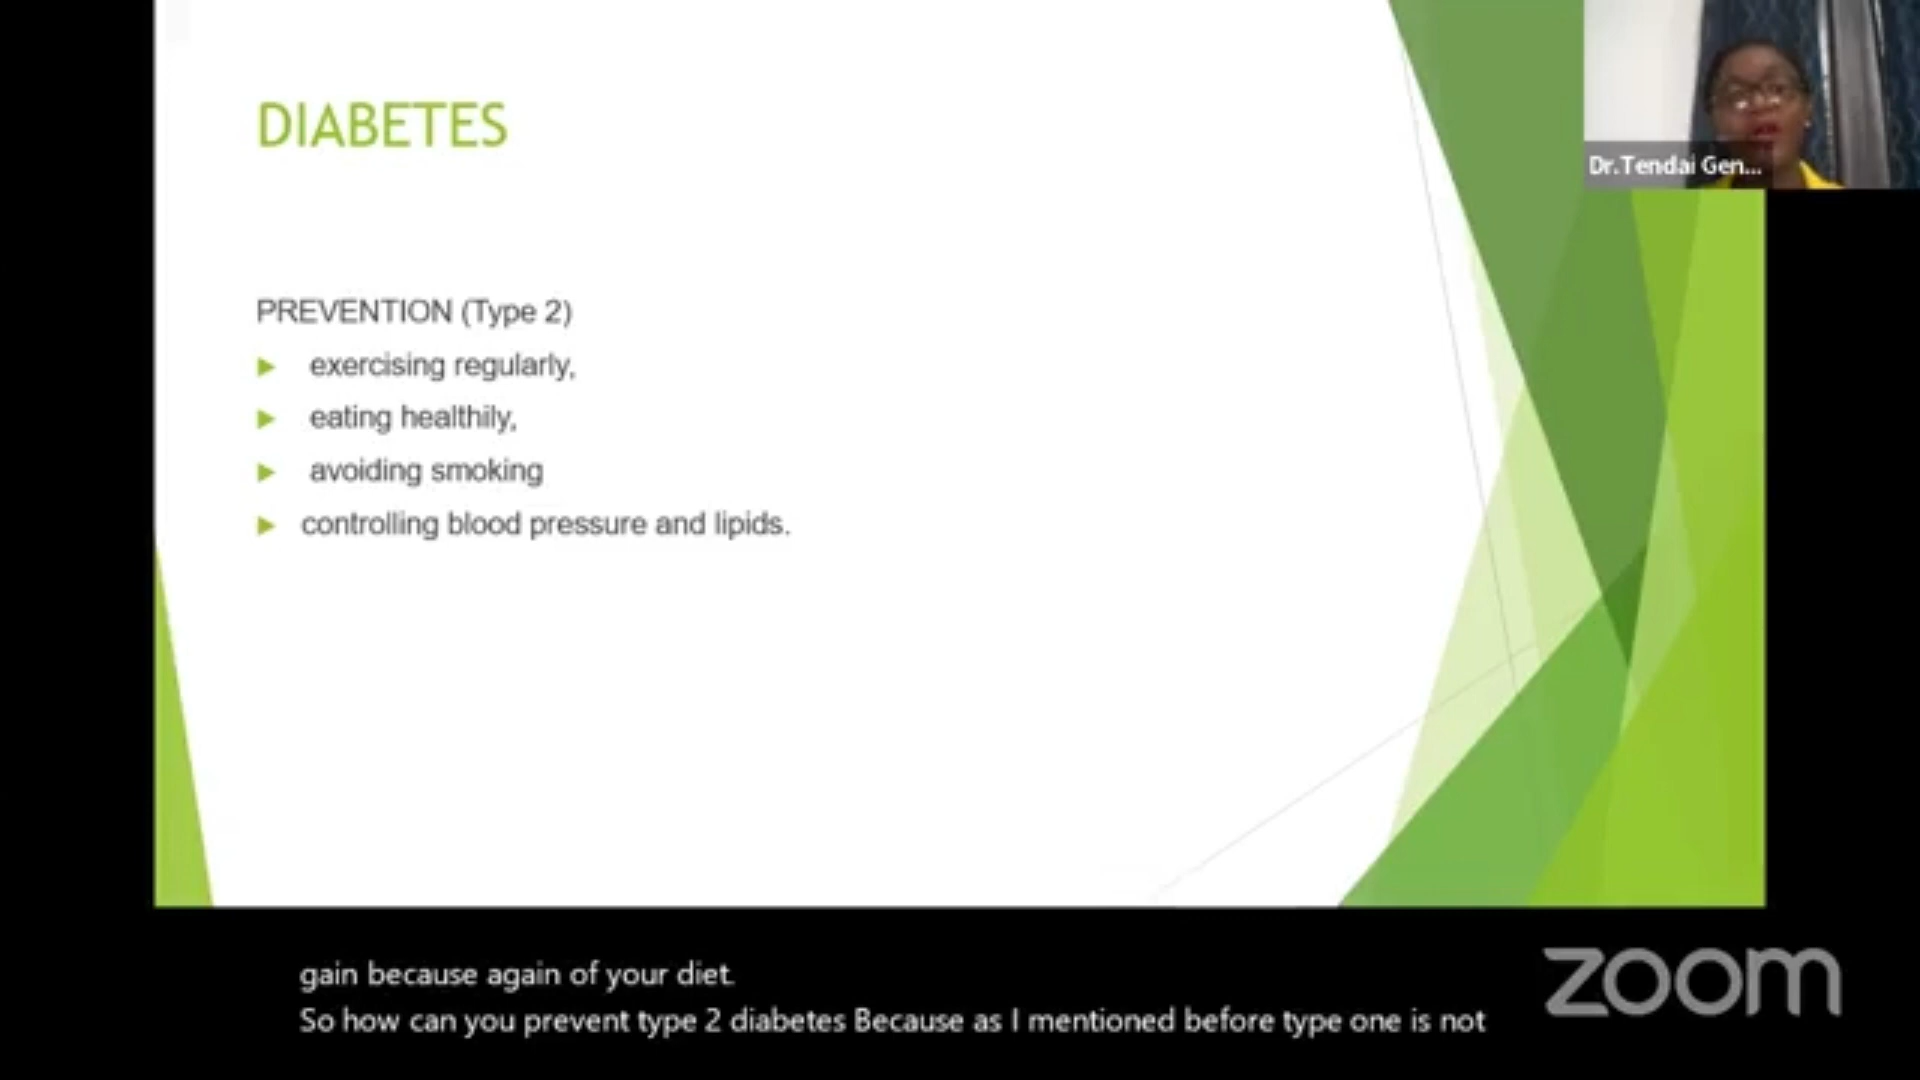 DIABETES
Dr.Tendai Gen...
PREVENTION (Type 2)
exercising regularly,
eating healthily,
avoiding smoking
controlling blood pressure and lipids.
gain because again of your diet.
So how can you prevent type 2 diabetes Because as I mentioned before type one is not
zoom